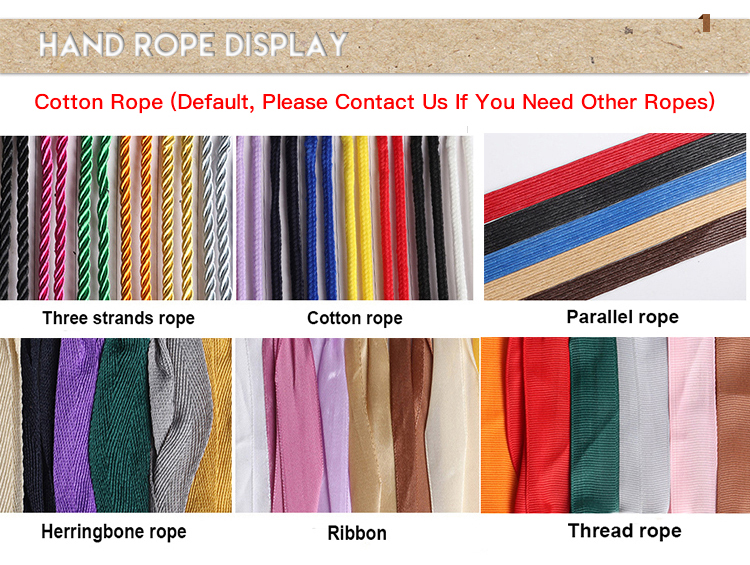 HAND ROPE DISPLAY
Cotton Rope (Default, Please Contact Us If You Need Other Ropes)
Three strands rope
Cotton rope
Parallel rope
Herringbone rope
Ribbon
Thread rope